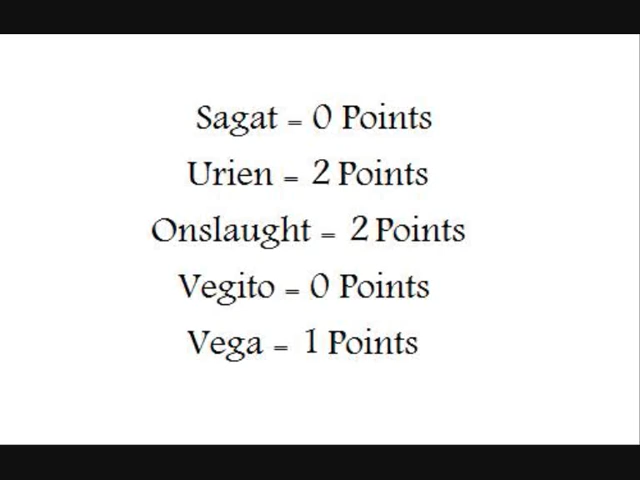 Sagat = 0 Points
Urien = 2 Points
Onslaught = 2 Points
Vegito = 0 Points
Vega = 1 Points